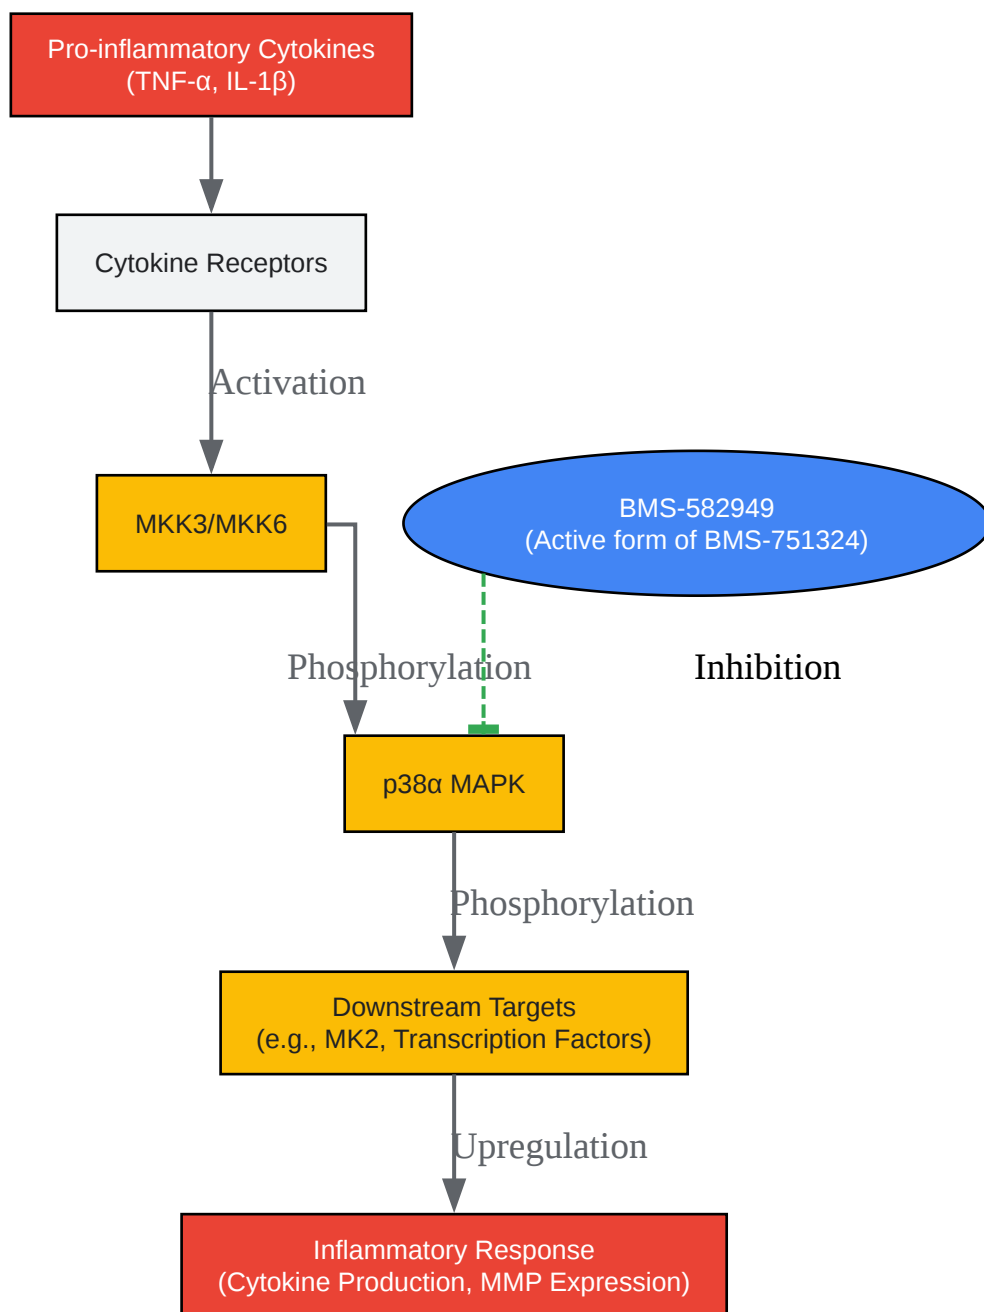 Pro-inflammatory Cytokines
(TNF-α, IL-1β)
Cytokine Receptors
Activation
MKK3/MKK6
BMS-582949
(Active form of BMS-751324)
Phosphorylation
Inhibition
p38α MAPK
Phosphorylation
Downstream Targets
(e.g., MK2, Transcription Factors)
Upregulation
Inflammatory Response
(Cytokine Production, MMP Expression)